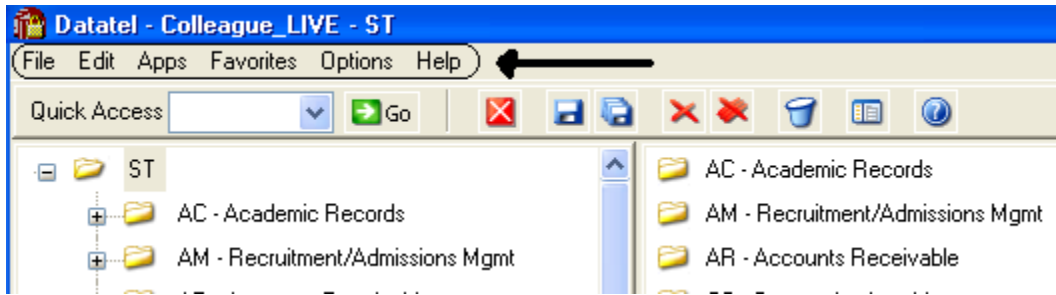 Datatel - Colleague_LIVE - ST
File Edit Apps Favorites Options Help
Quick Access Go
ST
AC - Academic Records
AM - Recruitment/Admissions Mgmt
AC - Academic Records
AM - Recruitment/Admissions Mgmt
AR - Accounts Receivable